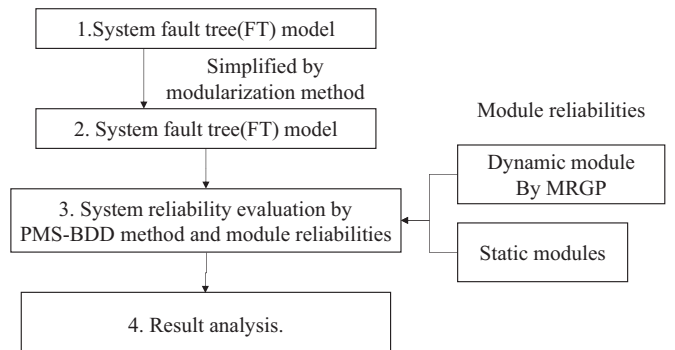 1.System fault tree(FT) model
Simplified by
modularization method
2. System fault tree(FT) model
Module reliabilities
Dynamic module
By MRGP
3. System reliability evaluation by
PMS-BDD method and module reliabilities
Static modules
4. Result analysis.